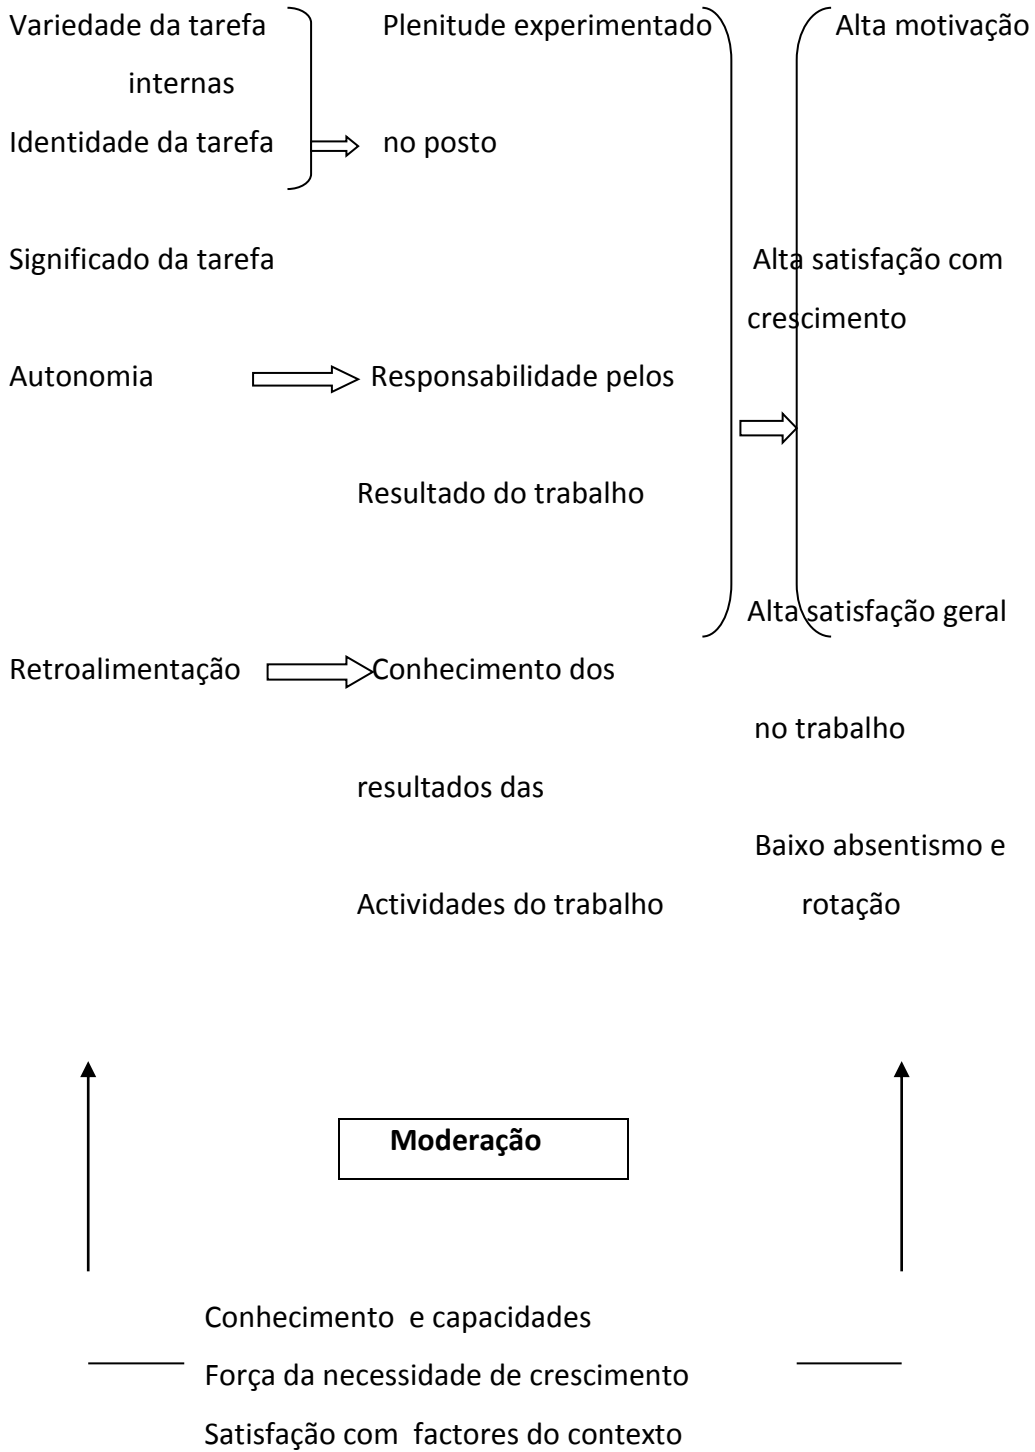 Variedade da tarefa Plenitude experimentado Alta motivação
internas
Identidade da tarefa no posto
Significado da tarefa Alta satisfação com
crescimento
Autonomia Responsabilidade pelos
Resultado do trabalho
Alta satisfação geral
Retroalimentação Conhecimento dos
no trabalho
resultados das
Baixo absentismo e
Actividades do trabalho rotação
Moderação
Conhecimento e capacidades
Força da necessidade de crescimento
Satisfação com factores do contexto